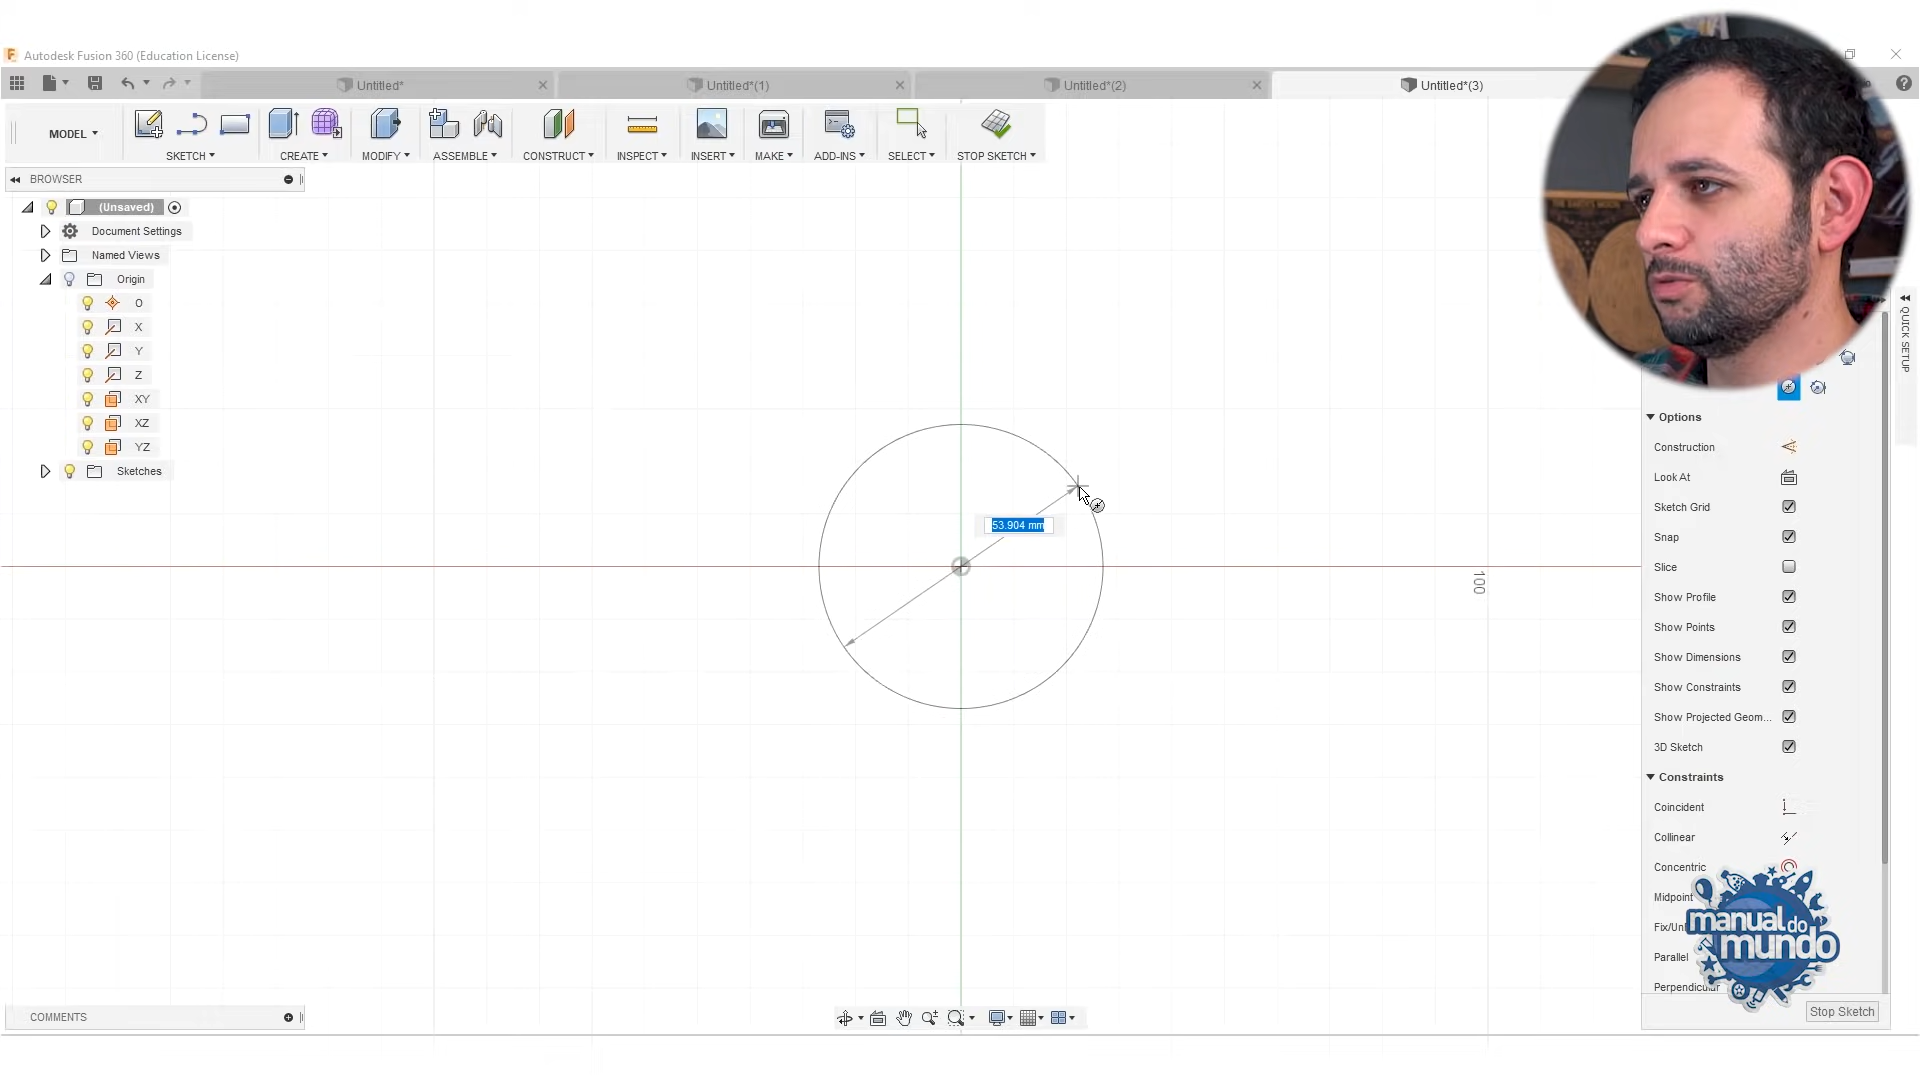 Autodesk Fusion 360 (Education License)
Untitled*
Untitled*(1)
Untitled*(2)
Untitled*(3)
MODEL
SKETCH
CREATE
MODIFY
ASSEMBLE
CONSTRUCT
INSPECT
INSERT
MAKE
ADD-INS
SELECT
STOP SKETCH
BROWSER
(Unsaved)
Document Settings
Named Views
Origin
O
X
Y
Z
XY
XZ
YZ
Sketches
53.904 mm
100
QUICK SETUP
Options
Construction
Look At
Sketch Grid
Snap
Slice
Show Profile
Show Points
Show Dimensions
Show Constraints
Show Projected Geom...
3D Sketch
Constraints
Coincident
Collinear
Concentric
Midpoint
Fix/Un
Parallel
Perpendicular
manual do
mundo
Stop Sketch
COMMENTS